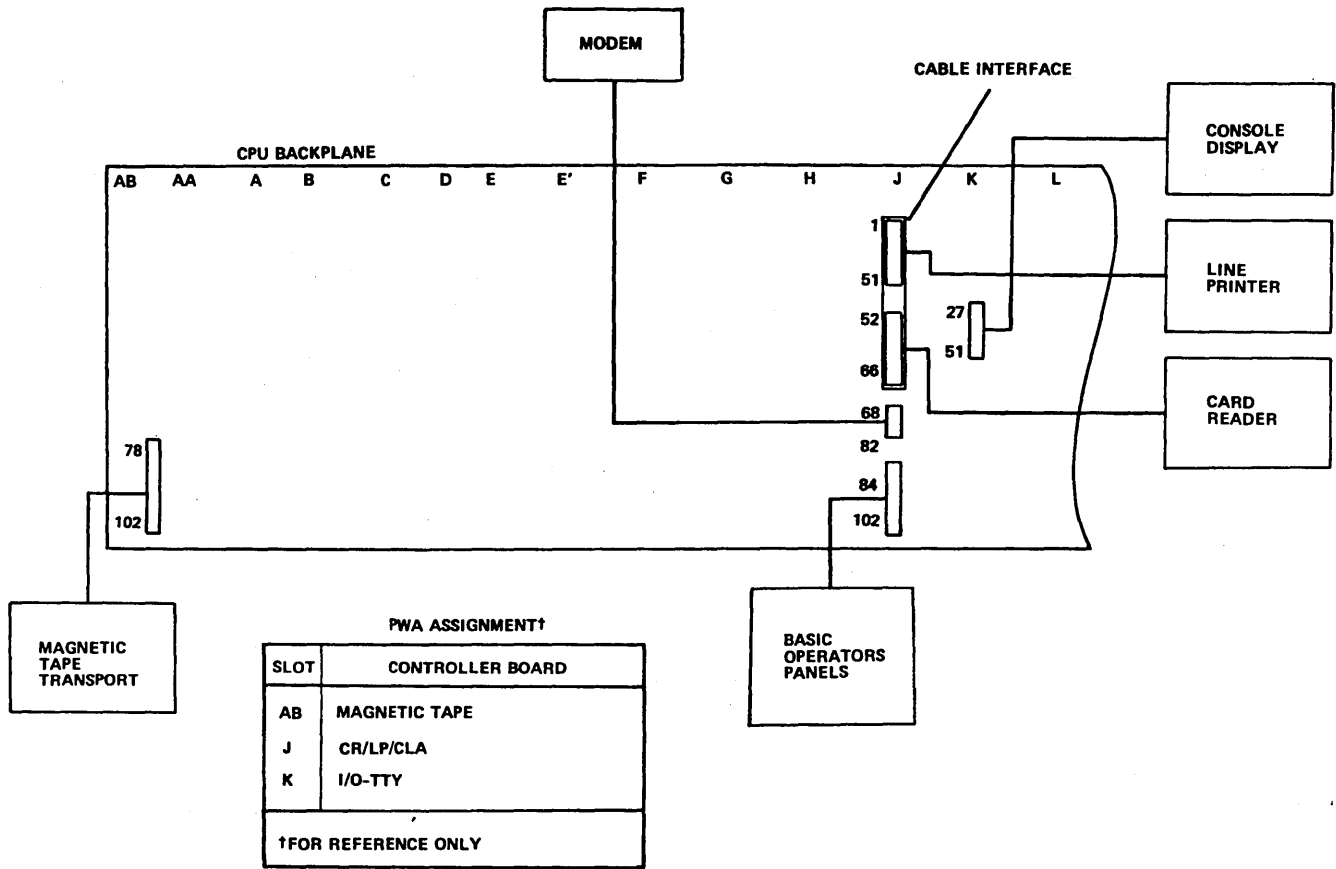 MODEM
CABLE INTERFACE
CONSOLE
DISPLAY
CPU BACKPLANE
AB AA A B C D E E' F G H J K L
1
51
LINE
PRINTER
52
27
51
66
CARD
READER
68
82
78
84
102
102
MAGNETIC
TAPE
TRANSPORT
PWA ASSIGNMENT†
SLOT CONTROLLER BOARD
AB MAGNETIC TAPE
J CR/LP/CLA
K I/O-TTY
†FOR REFERENCE ONLY
BASIC
OPERATORS
PANELS